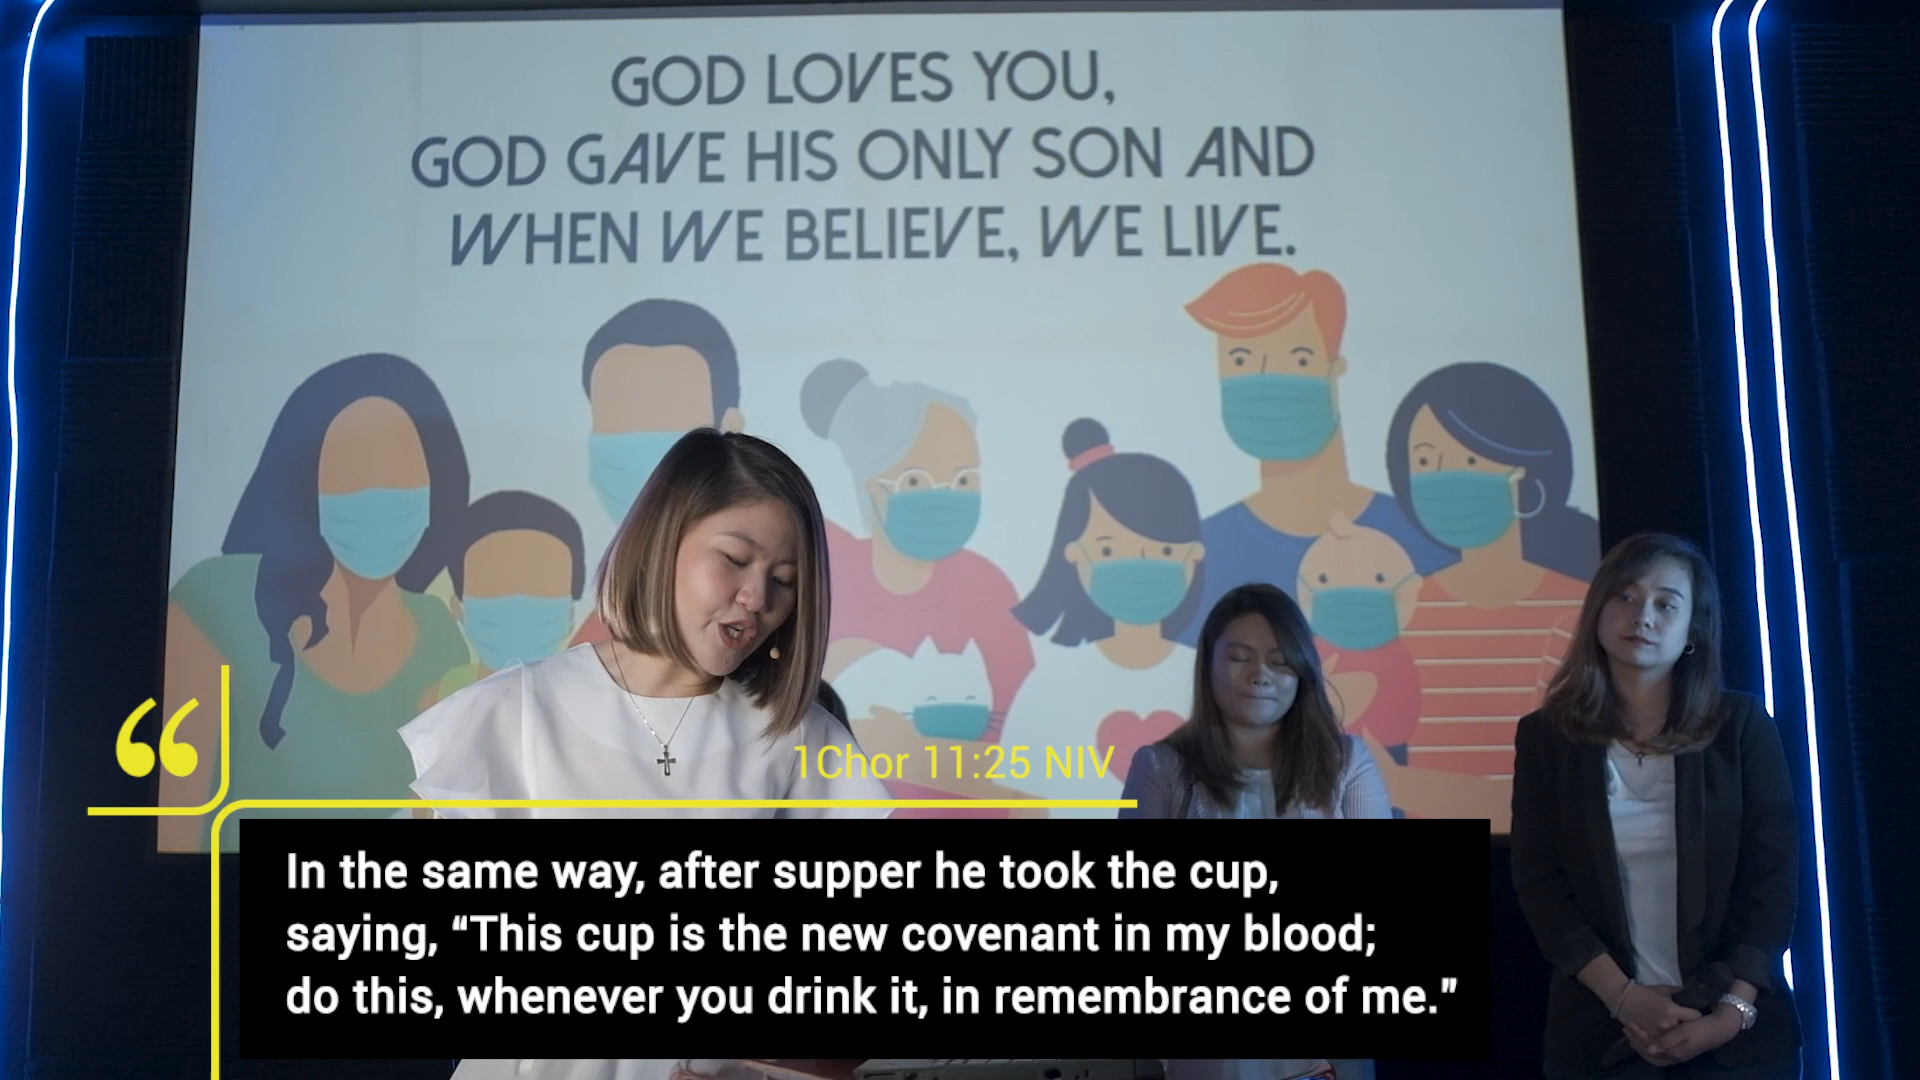 GOD LOVES YOU,
GOD GAVE HIS ONLY SON AND
WHEN WE BELIEVE, WE LIVE.
“
1Chor 11:25 NIV
In the same way, after supper he took the cup,
saying, “This cup is the new covenant in my blood;
do this, whenever you drink it, in remembrance of me.”